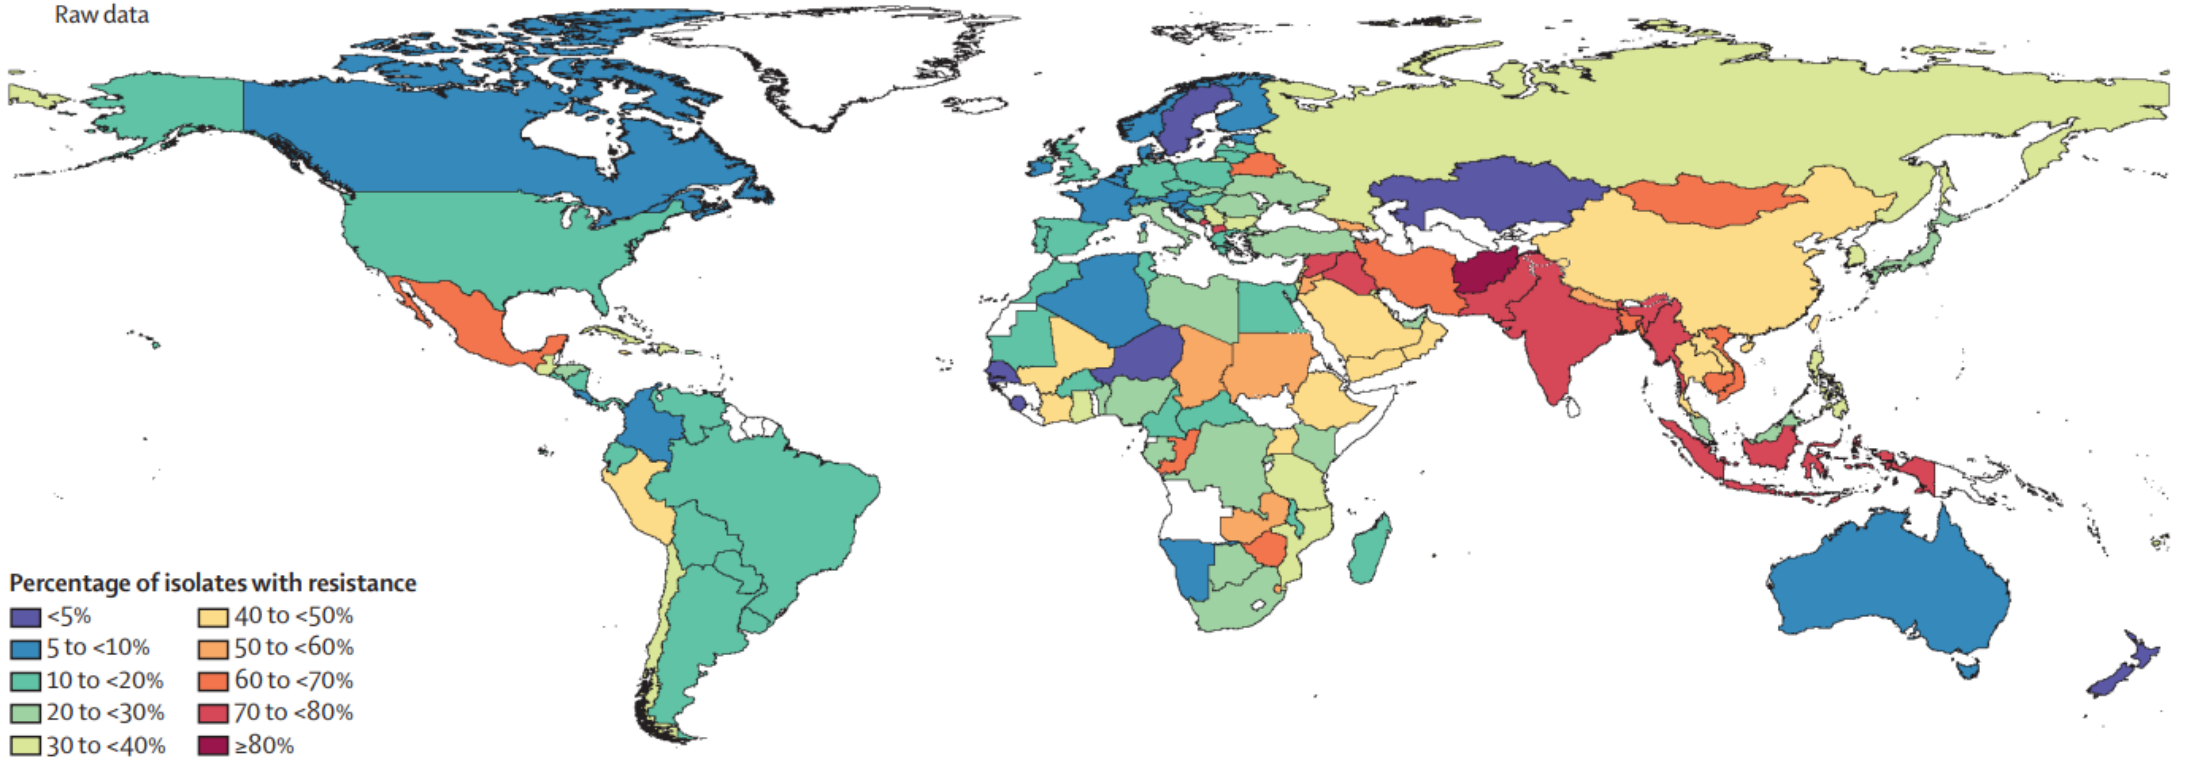 Raw data
Percentage of isolates with resistance
<5%
5 to <10%
10 to <20%
20 to <30%
30 to <40%
40 to <50%
50 to <60%
60 to <70%
70 to <80%
≥80%